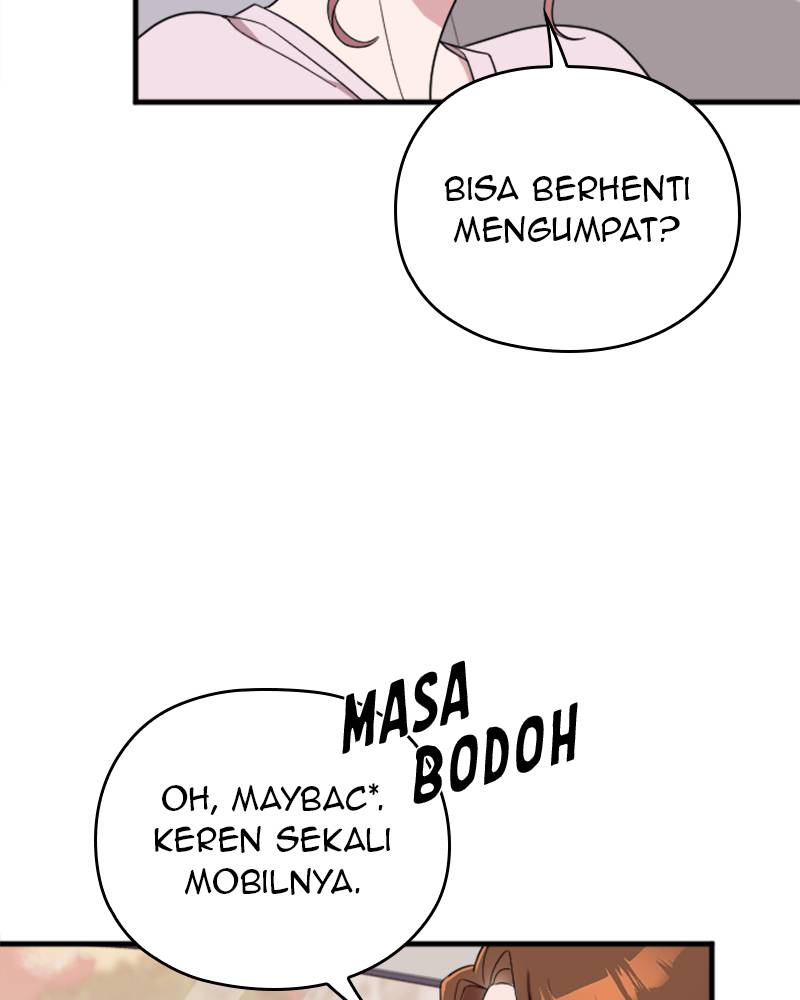 BISA BERHENTI
MENGUMPAT?
MASA
BODOH
OH, MAYBAC*.
KEREN SEKALI
MOBILNYA.